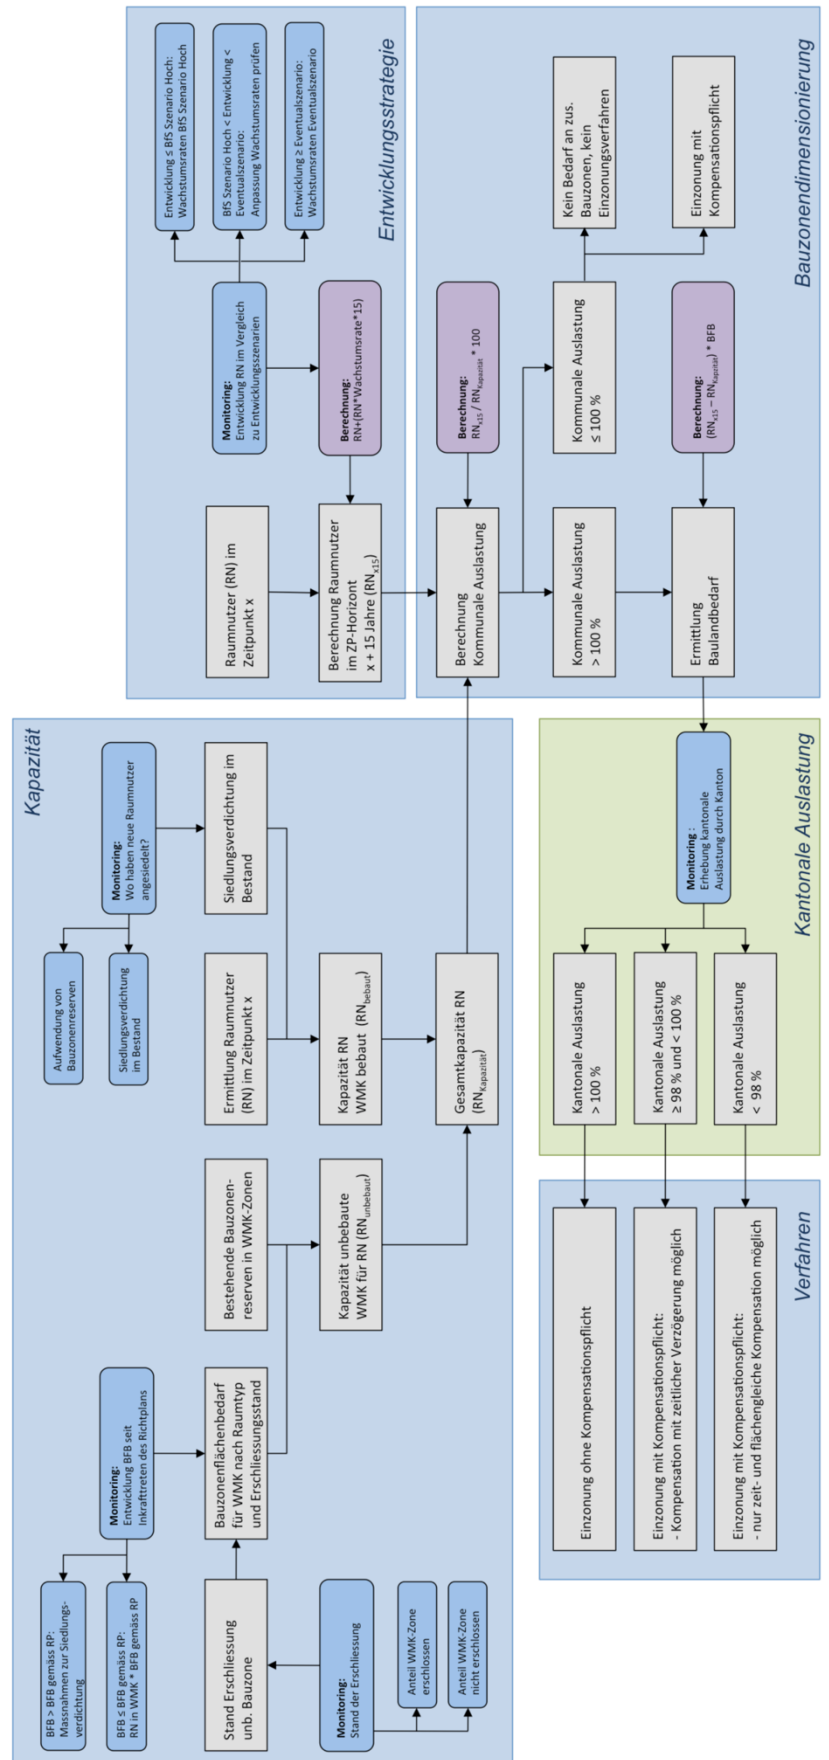 Kapazität
BFB > BFB gemäss RP:
Massnahmen zur Siedlungs-
verdichtung
BFB ≤ BFB gemäss RP:
RN in WMK * BFB gemäss RP
Monitoring:
Entwicklung BFB seit
Inkrafttreten des Richtplans
Aufwendung von
Bauzonenreserven
Siedlungsverdichtung
im Bestand
Monitoring:
Wo haben neue Raumnutzer
angesiedelt?
Stand Erschliessung
unb. Bauzone
Bauzonenflächenbedarf
für WMK nach Raumtyp
und Erschliessungsstand
Bestehende Bauzonen-
reserven in WMK-Zonen
Ermittlung Raumnutzer
(RN) im Zeitpunkt x
Siedlungsverdichtung im
Bestand
Monitoring:
Stand der Erschliessung
Anteil WMK-Zone
erschlossen
Anteil WMK-Zone
nicht erschlossen
Kapazität unbebaute
WMK für RN (RNunbebaut)
Kapazität RN
WMK bebaut (RNbebaut)
Gesamtkapazität RN
(RNKapazität)
Entwicklungsstrategie
Raumnutzer (RN) im
Zeitpunkt x
Monitoring:
Entwicklung RN im Vergleich
zu Entwicklungsszenarien
Entwicklung ≤ BfS Szenario Hoch:
Wachstumsraten BfS Szenario Hoch
BfS Szenario Hoch < Entwicklung <
Eventualszenario:
Anpassung Wachstumsraten prüfen
Entwicklung ≥ Eventualszenario:
Wachstumsraten Eventualszenario
Berechnung Raumnutzer
im ZP-Horizont
x + 15 Jahre (RNx15)
Berechnung:
RN+(RN*Wachstumsrate*15)
Bauzonendimensionierung
Berechnung
Kommunale Auslastung
Berechnung:
RNx15 / RNKapazität * 100
Kommunale Auslastung
> 100 %
Kommunale Auslastung
≤ 100 %
Kein Bedarf an zus.
Bauzonen, kein
Einzonungsverfahren
Ermittlung
Baulandbedarf
Berechnung:
(RNx15 – RNKapzität) * BFB
Einzonung mit
Kompensationspflicht
Kantonale Auslastung
Monitoring :
Erhebung kantonale
Auslastung durch Kanton
Kantonale Auslastung
> 100 %
Kantonale Auslastung
≥ 98 % und < 100 %
Kantonale Auslastung
< 98 %
Verfahren
Einzonung ohne Kompensationspflicht
Einzonung mit Kompensationspflicht:
- Kompensation mit zeitlicher Verzögerung möglich
Einzonung mit Kompensationspflicht:
- nur zeit- und flächengleiche Kompensation möglich